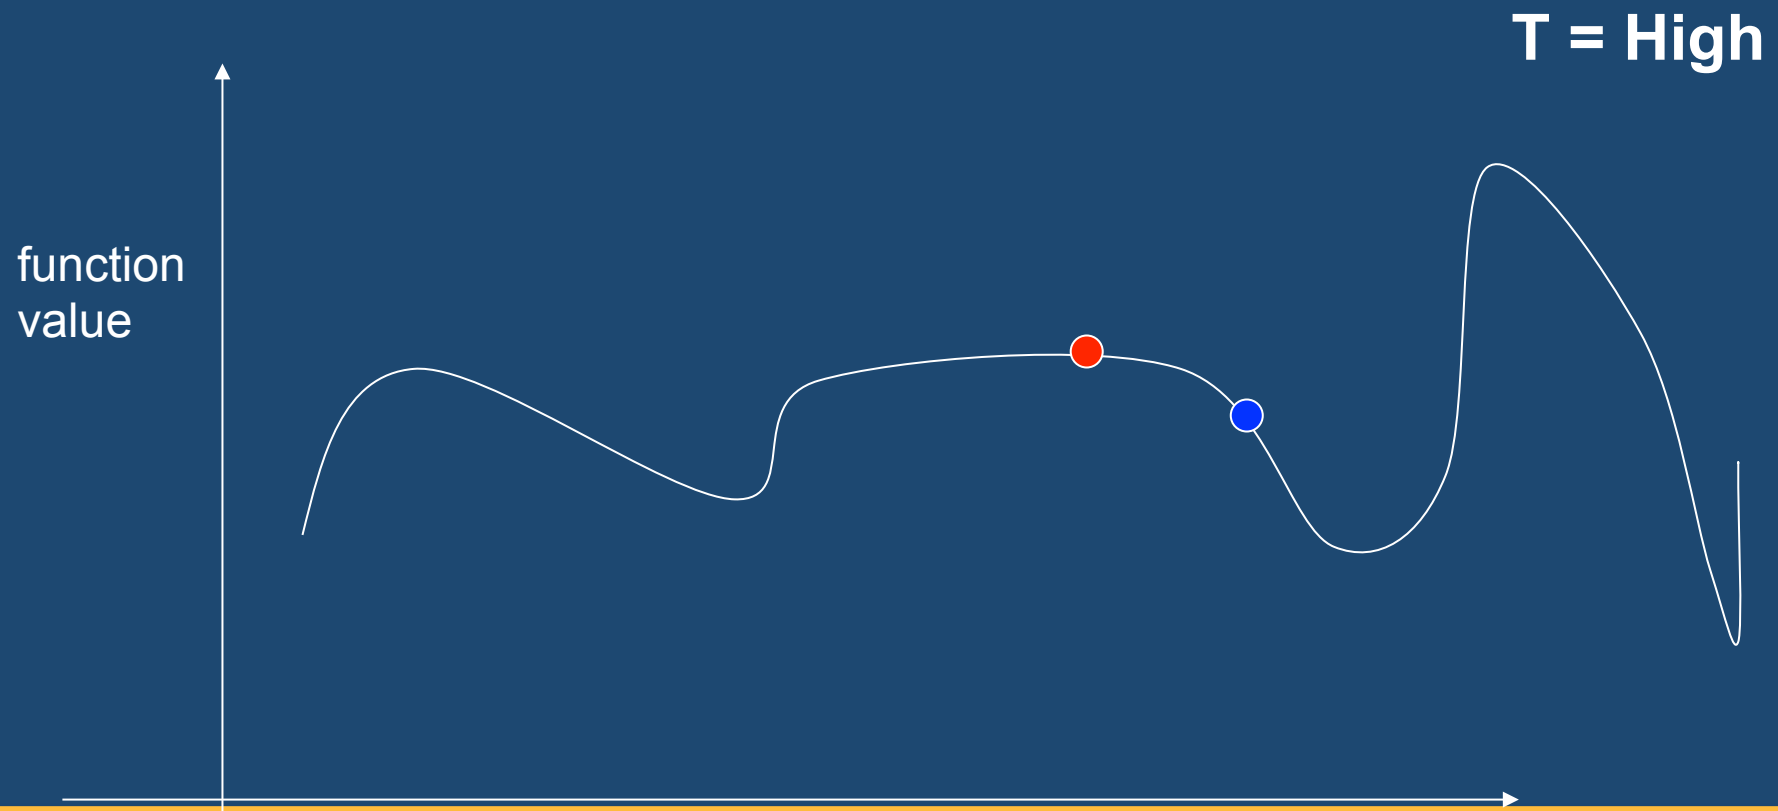 T = High
function
value